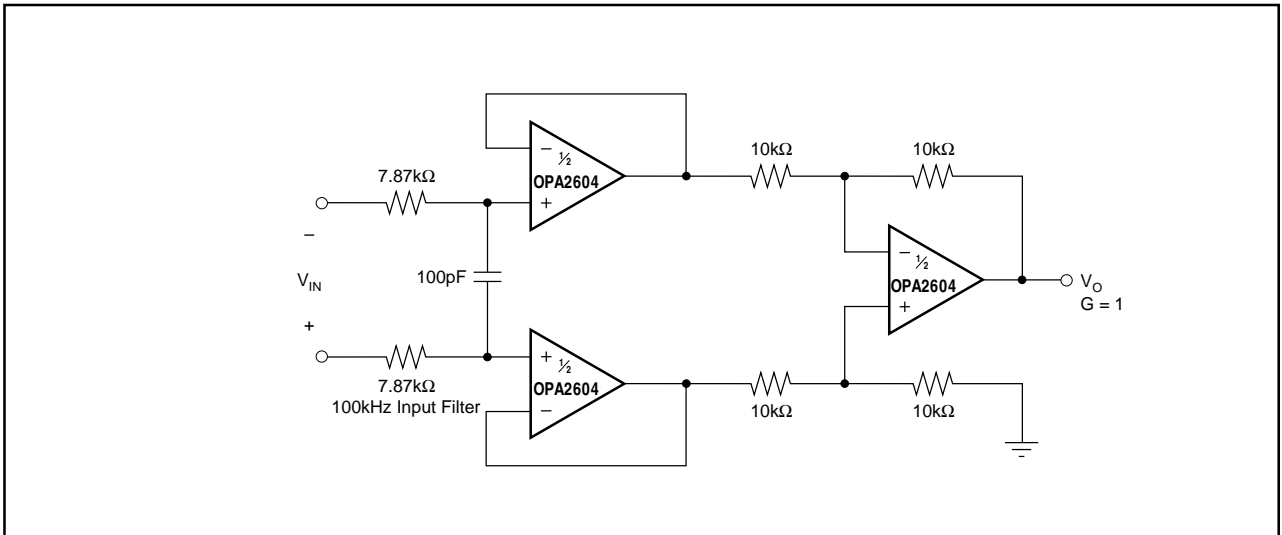 −
½
OPA2604
+
7.87kΩ
−
V_IN
+
100pF
+
½
OPA2604
−
7.87kΩ
100kHz Input Filter
10kΩ
10kΩ
−
½
OPA2604
+
V_O
G = 1
10kΩ
10kΩ